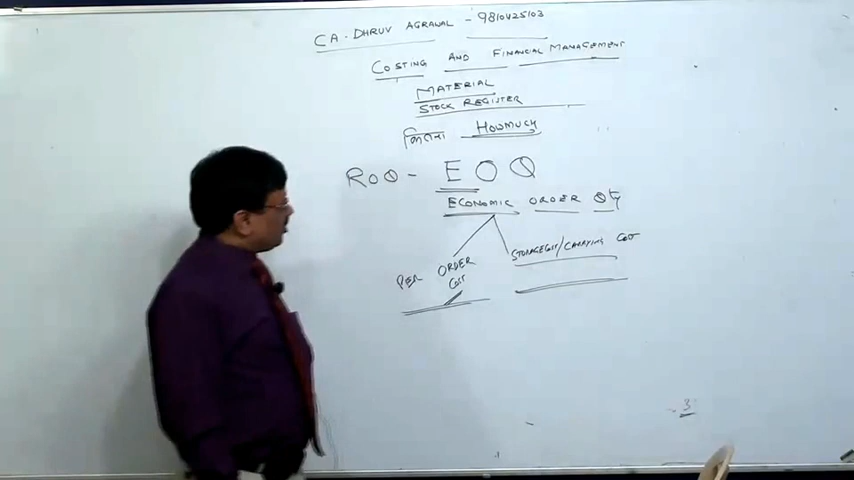 CA. DHRUV AGRAWAL - 9810425103
COSTING AND FINANCIAL MANAGEMENT
MATERIAL
STOCK REGISTER
कितना HOWMUCH
ROQ - EOQ
ECONOMIC ORDER QTY
PER ORDER COST
STORAGE COST/CARRYING COST
3